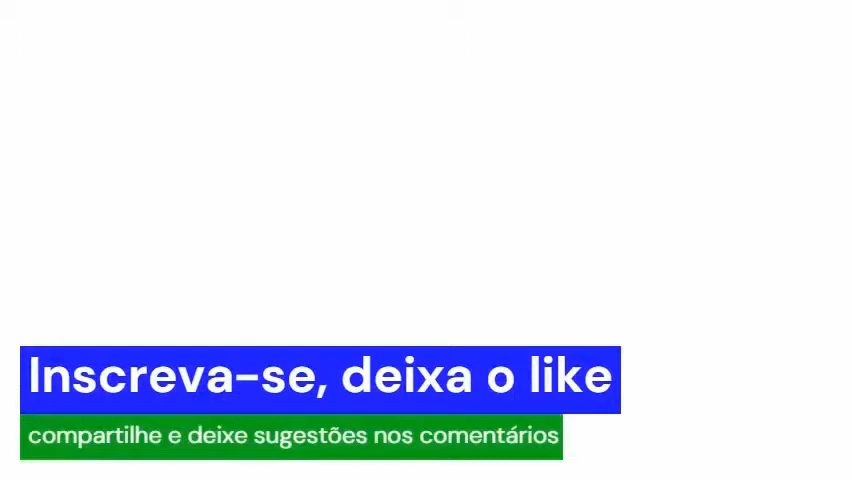 Inscreva-se, deixa o like
compartilhe e deixe sugestões nos comentários